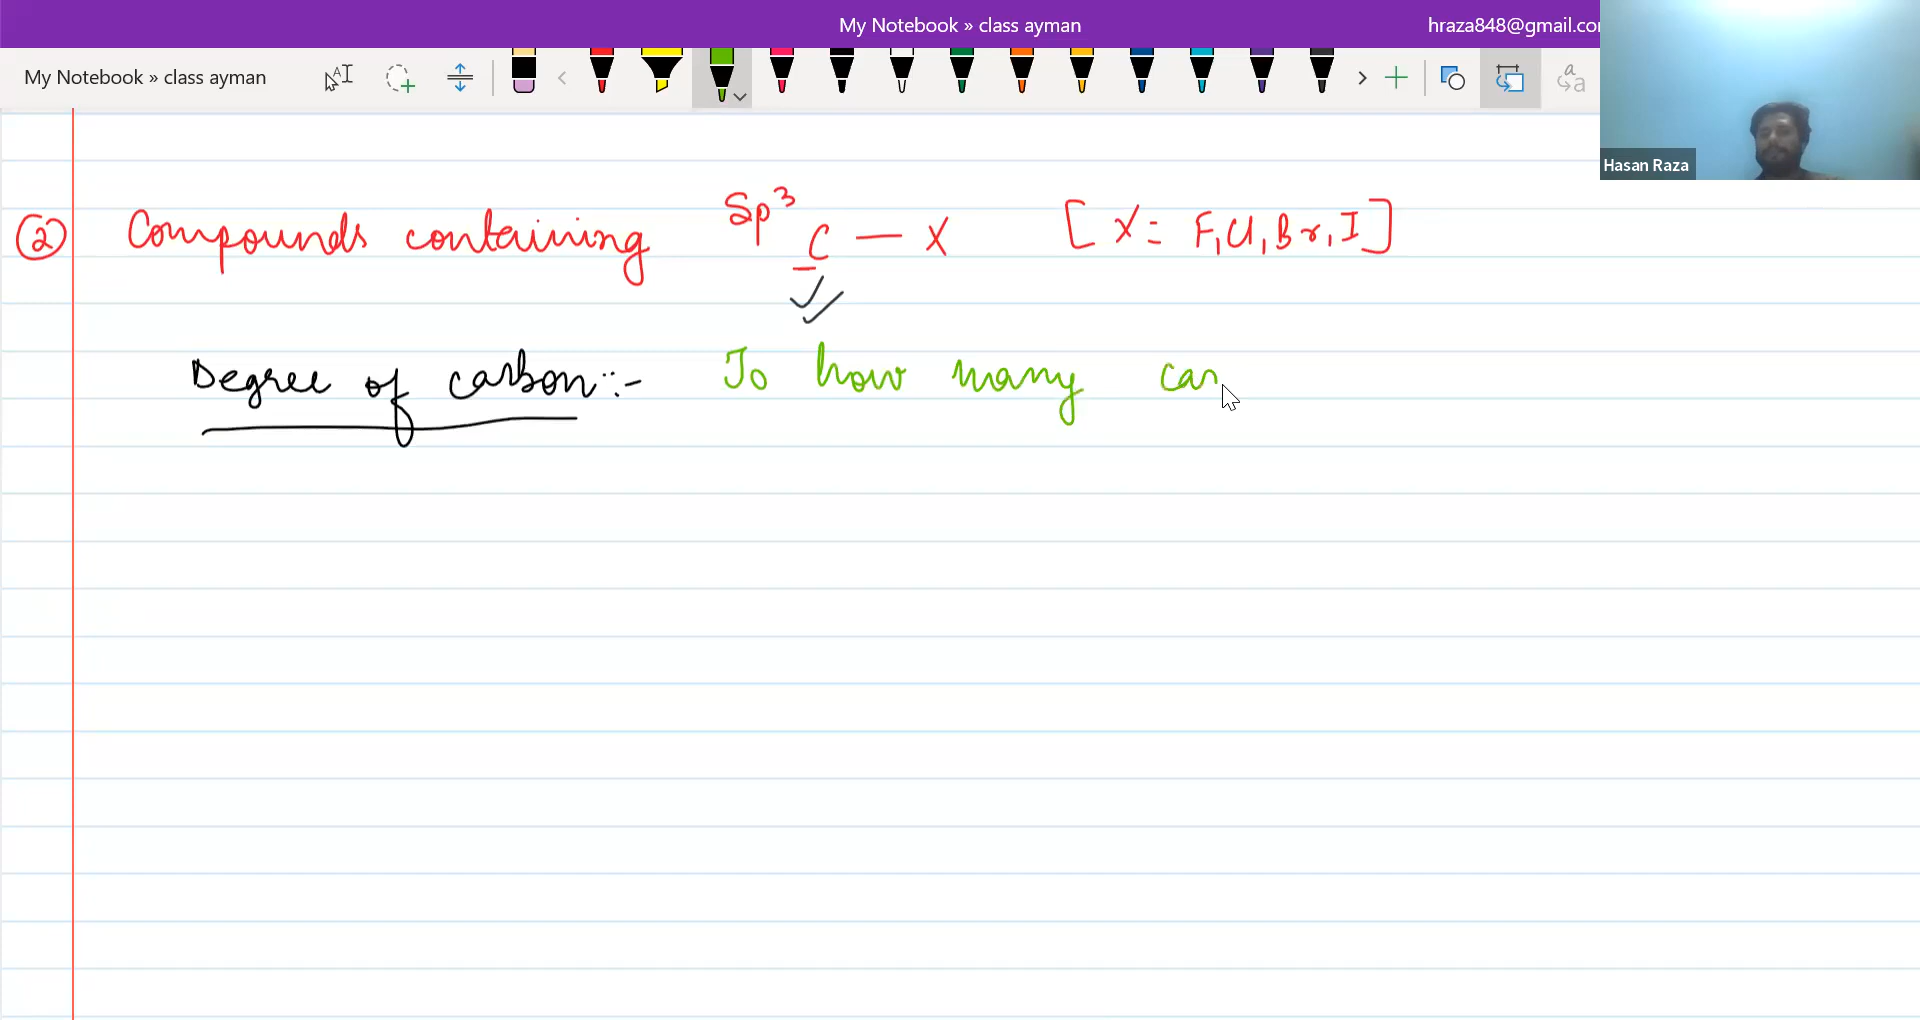 My Notebook » class ayman
hraza848@gmail.co
My Notebook » class ayman
Hasan Raza
② Compounds containing Sp³ C — X [ X = F, Cl, Br, I ]
Degree of carbon :- To how many car